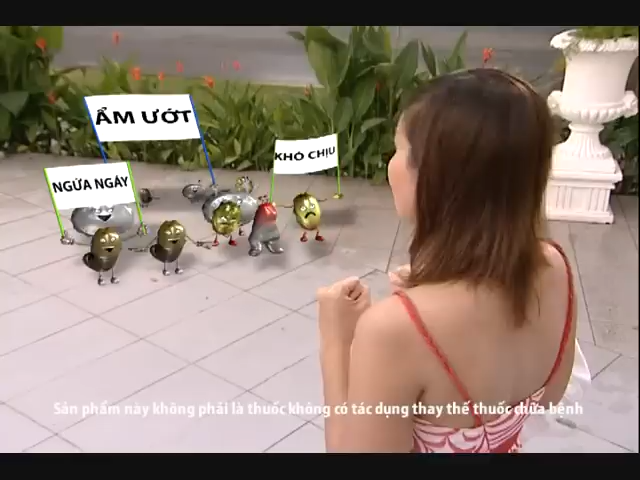 ẨM ƯỚT
KHÓ CHỊU
NGỨA NGÁY
Sản phẩm này không phải là thuốc không có tác dụng thay thế thuốc chữa bệnh